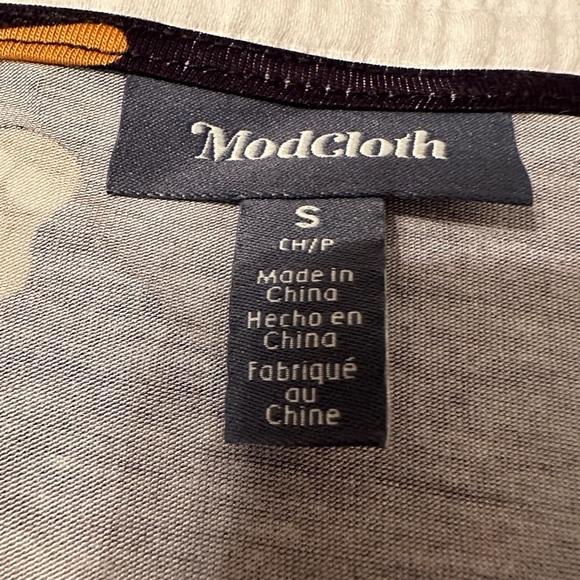 ModCloth
S
CH/P
Made in
China
Hecho en
China
Fabriqué
au
Chine